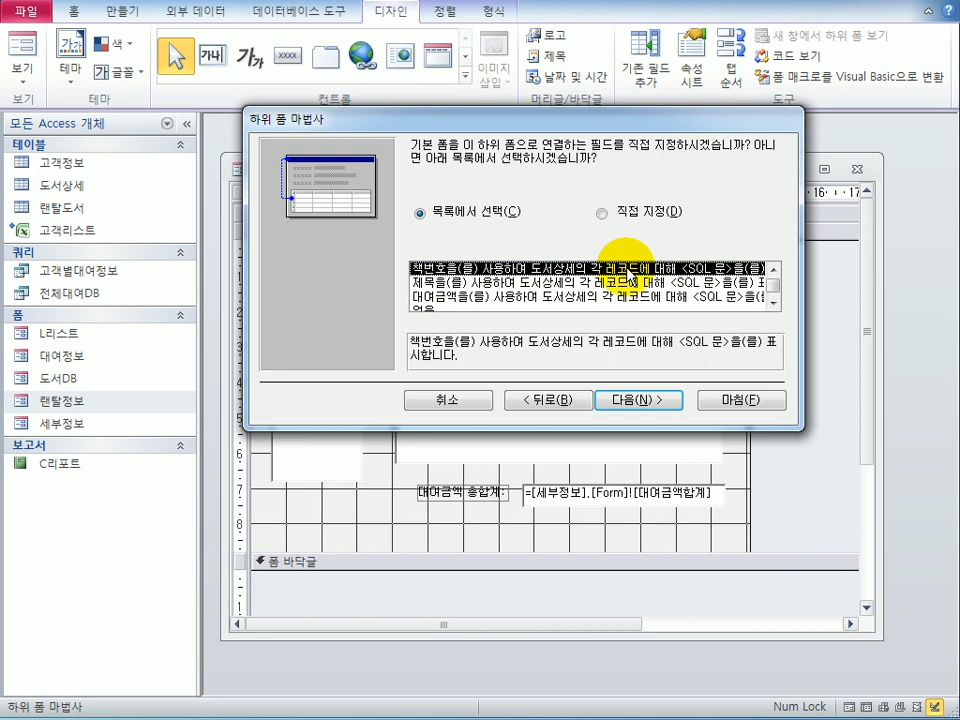 파일 홈 만들기 외부 데이터 데이터베이스 도구 디자인 정렬 형식
보기
보기
가가
테마
색
가 글꼴
테마
가나
가가
xxxx
컨트롤
이미지
삽입
로고
제목
날짜 및 시간
머리글/바닥글
기존 필드
추가
속성
시트
탭
순서
새 창에서 하위 폼 보기
코드 보기
폼 매크로를 Visual Basic으로 변환
도구
모든 Access 개체
테이블
고객정보
도서상세
랜탈도서
고객리스트
쿼리
고객별대여정보
전체대여DB
폼
L리스트
대여정보
도서DB
랜탈정보
세부정보
보고서
C리포트
하위 폼 마법사
기본 폼을 이 하위 폼으로 연결하는 필드를 직접 지정하시겠습니까? 아니
면 아래 목록에서 선택하시겠습니까?
목록에서 선택(C) 직접 지정(D)
책번호을(를) 사용하여 도서상세의 각 레코드에 대해 <SQL 문>을(를)
제목을(를) 사용하여 도서상세의 각 레코드에 대해 <SQL 문>을(를) 표
대여금액을(를) 사용하여 도서상세의 각 레코드에 대해 <SQL 문>을(를
없음
책번호을(를) 사용하여 도서상세의 각 레코드에 대해 <SQL 문>을(를) 표
시합니다.
취소 < 뒤로(B) 다음(N) > 마침(F)
16 17
6
7
8
대여금액 총합계: =[세부정보].[Form]![대여금액합계]
폼 바닥글
1
하위 폼 마법사 Num Lock